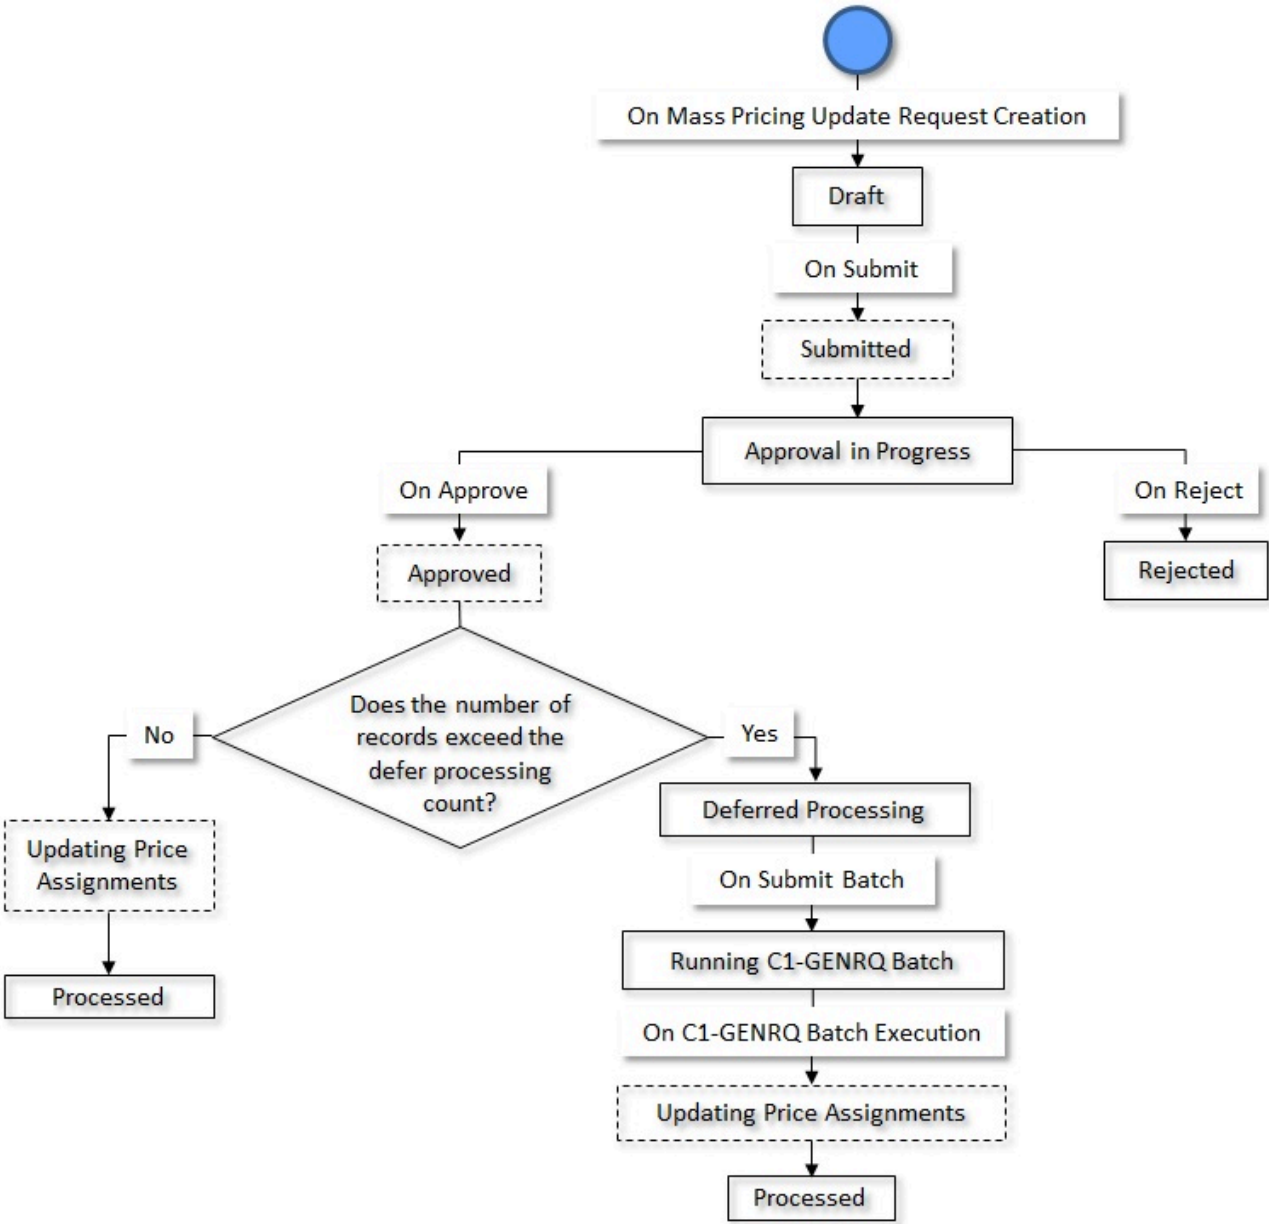 On Mass Pricing Update Request Creation
Draft
On Submit
Submitted
Approval in Progress
On Approve
On Reject
Approved
Rejected
Does the number of
records exceed the
defer processing
count?
No
Yes
Updating Price
Assignments
Processed
Deferred Processing
On Submit Batch
Running C1-GENRQ Batch
On C1-GENRQ Batch Execution
Updating Price Assignments
Processed